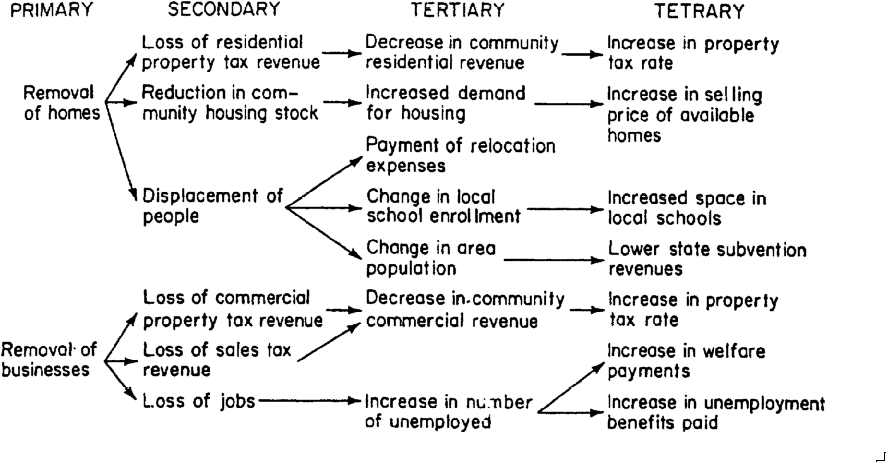 PRIMARY SECONDARY TERTIARY TETRARY
Loss of residential
property tax revenue
Decrease in community
residential revenue
Increase in property
tax rate
Removal
of homes
Reduction in com-
munity housing stock
Increased demand
for housing
Increase in selling
price of available
homes
Payment of relocation
expenses
Displacement of
people
Change in local
school enrollment
Increased space in
local schools
Change in area
population
Lower state subvention
revenues
Loss of commercial
property tax revenue
Decrease in community
commercial revenue
Increase in property
tax rate
Removal of
businesses
Loss of sales tax
revenue
Increase in welfare
payments
Loss of jobs
Increase in number
of unemployed
Increase in unemployment
benefits paid